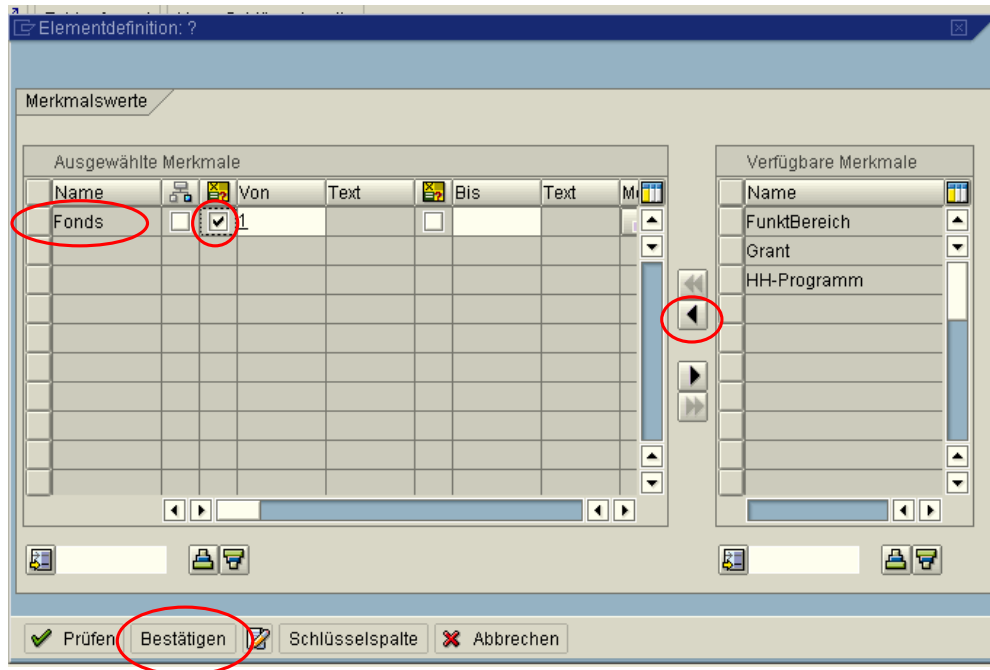 Elementdefinition: ?
Merkmalswerte
Ausgewählte Merkmale
Name Von Text Bis Text
Fonds 1
Verfügbare Merkmale
Name
FunktBereich
Grant
HH-Programm
Prüfen Bestätigen Schlüsselspalte Abbrechen